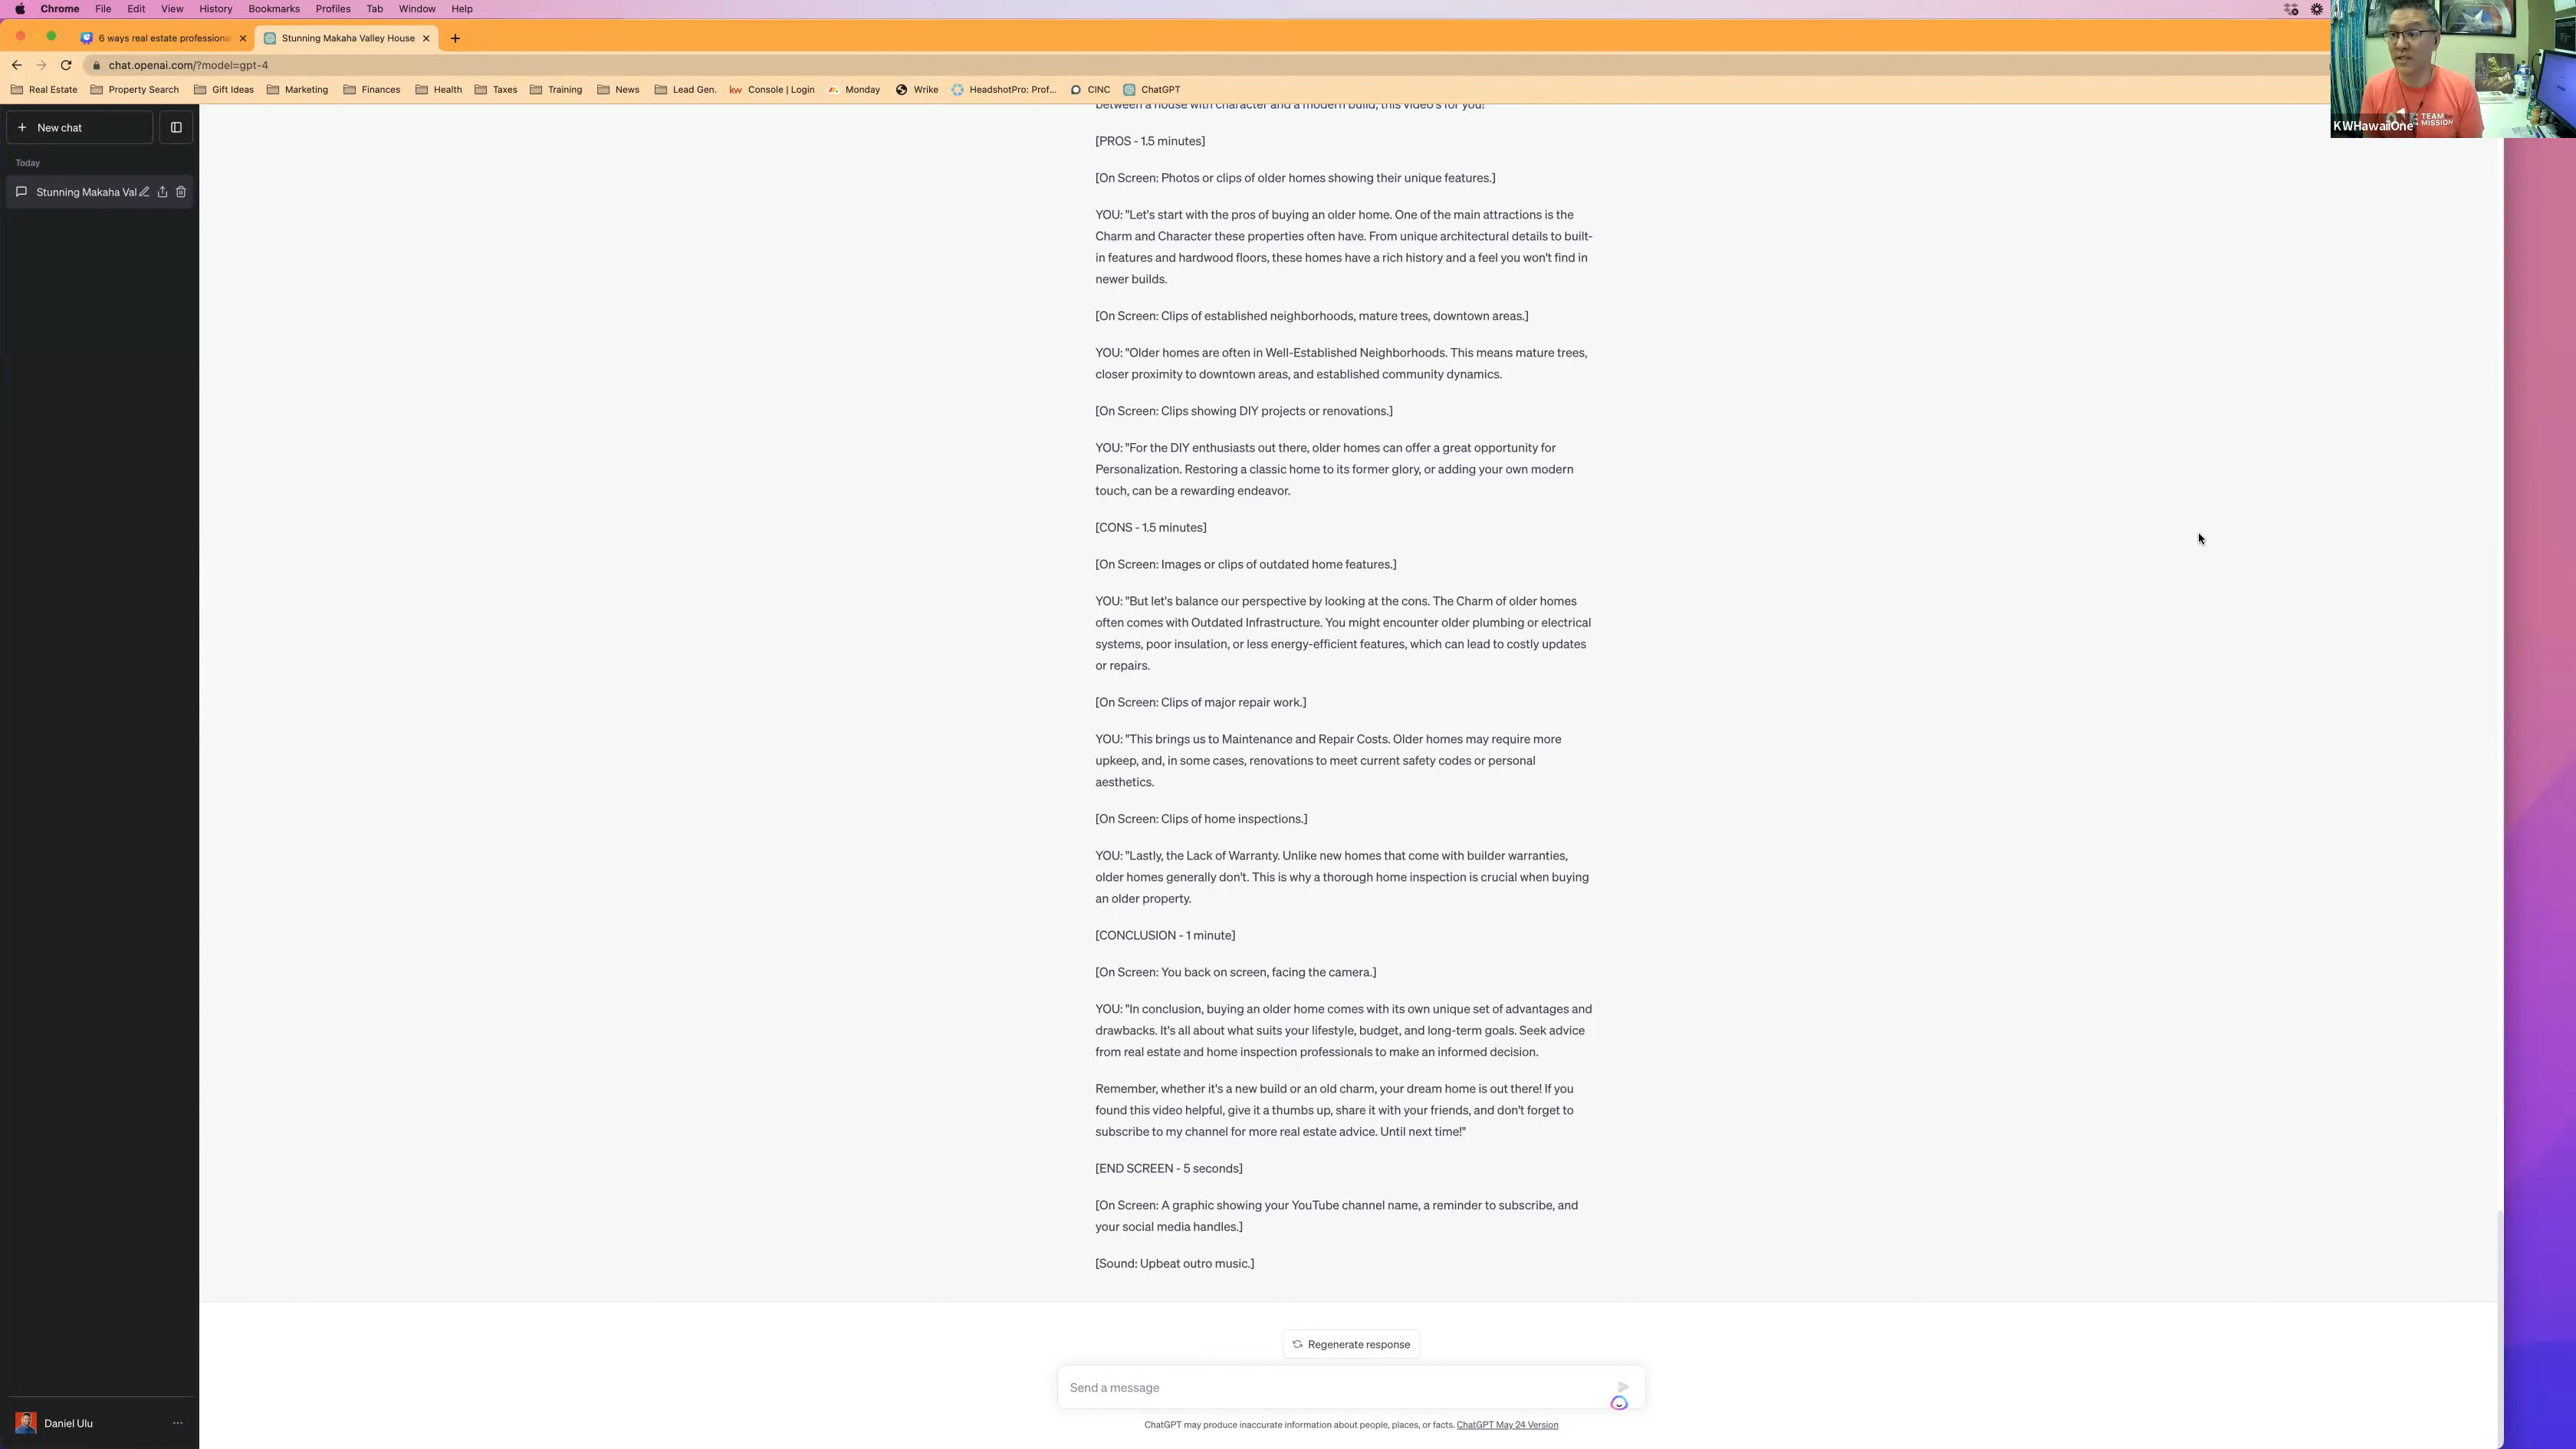 Chrome File Edit View History Bookmarks Profiles Tab Window Help
6 ways real estate professiona
Stunning Makaha Valley House
chat.openai.com/?model=gpt-4
Real Estate Property Search Gift Ideas Marketing Finances Health Taxes Training News Lead Gen. kw Console | Login Monday Wrike HeadshotPro: Prof... CINC ChatGPT
TEAM
MISSION
KWHawaiiOne
New chat
Today
Stunning Makaha Val
between a house with character and a modern build, this video's for you!
[PROS - 1.5 minutes]
[On Screen: Photos or clips of older homes showing their unique features.]
YOU: "Let's start with the pros of buying an older home. One of the main attractions is the
Charm and Character these properties often have. From unique architectural details to built-
in features and hardwood floors, these homes have a rich history and a feel you won't find in
newer builds.
[On Screen: Clips of established neighborhoods, mature trees, downtown areas.]
YOU: "Older homes are often in Well-Established Neighborhoods. This means mature trees,
closer proximity to downtown areas, and established community dynamics.
[On Screen: Clips showing DIY projects or renovations.]
YOU: "For the DIY enthusiasts out there, older homes can offer a great opportunity for
Personalization. Restoring a classic home to its former glory, or adding your own modern
touch, can be a rewarding endeavor.
[CONS - 1.5 minutes]
[On Screen: Images or clips of outdated home features.]
YOU: "But let's balance our perspective by looking at the cons. The Charm of older homes
often comes with Outdated Infrastructure. You might encounter older plumbing or electrical
systems, poor insulation, or less energy-efficient features, which can lead to costly updates
or repairs.
[On Screen: Clips of major repair work.]
YOU: "This brings us to Maintenance and Repair Costs. Older homes may require more
upkeep, and, in some cases, renovations to meet current safety codes or personal
aesthetics.
[On Screen: Clips of home inspections.]
YOU: "Lastly, the Lack of Warranty. Unlike new homes that come with builder warranties,
older homes generally don't. This is why a thorough home inspection is crucial when buying
an older property.
[CONCLUSION - 1 minute]
[On Screen: You back on screen, facing the camera.]
YOU: "In conclusion, buying an older home comes with its own unique set of advantages and
drawbacks. It's all about what suits your lifestyle, budget, and long-term goals. Seek advice
from real estate and home inspection professionals to make an informed decision.
Remember, whether it's a new build or an old charm, your dream home is out there! If you
found this video helpful, give it a thumbs up, share it with your friends, and don't forget to
subscribe to my channel for more real estate advice. Until next time!"
[END SCREEN - 5 seconds]
[On Screen: A graphic showing your YouTube channel name, a reminder to subscribe, and
your social media handles.]
[Sound: Upbeat outro music.]
Regenerate response
Send a message
ChatGPT may produce inaccurate information about people, places, or facts. ChatGPT May 24 Version
Daniel Ulu